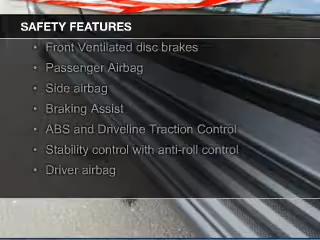 SAFETY FEATURES
• Front Ventilated disc brakes
• Passenger Airbag
• Side airbag
• Braking Assist
• ABS and Driveline Traction Control
• Stability control with anti-roll control
• Driver airbag